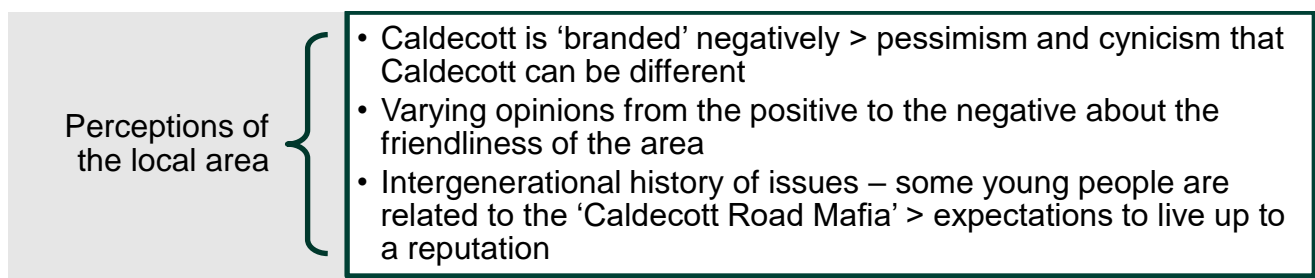 Perceptions of
the local area
• Caldecott is ‘branded’ negatively > pessimism and cynicism that
Caldecott can be different
• Varying opinions from the positive to the negative about the
friendliness of the area
• Intergenerational history of issues – some young people are
related to the ‘Caldecott Road Mafia’ > expectations to live up to
a reputation